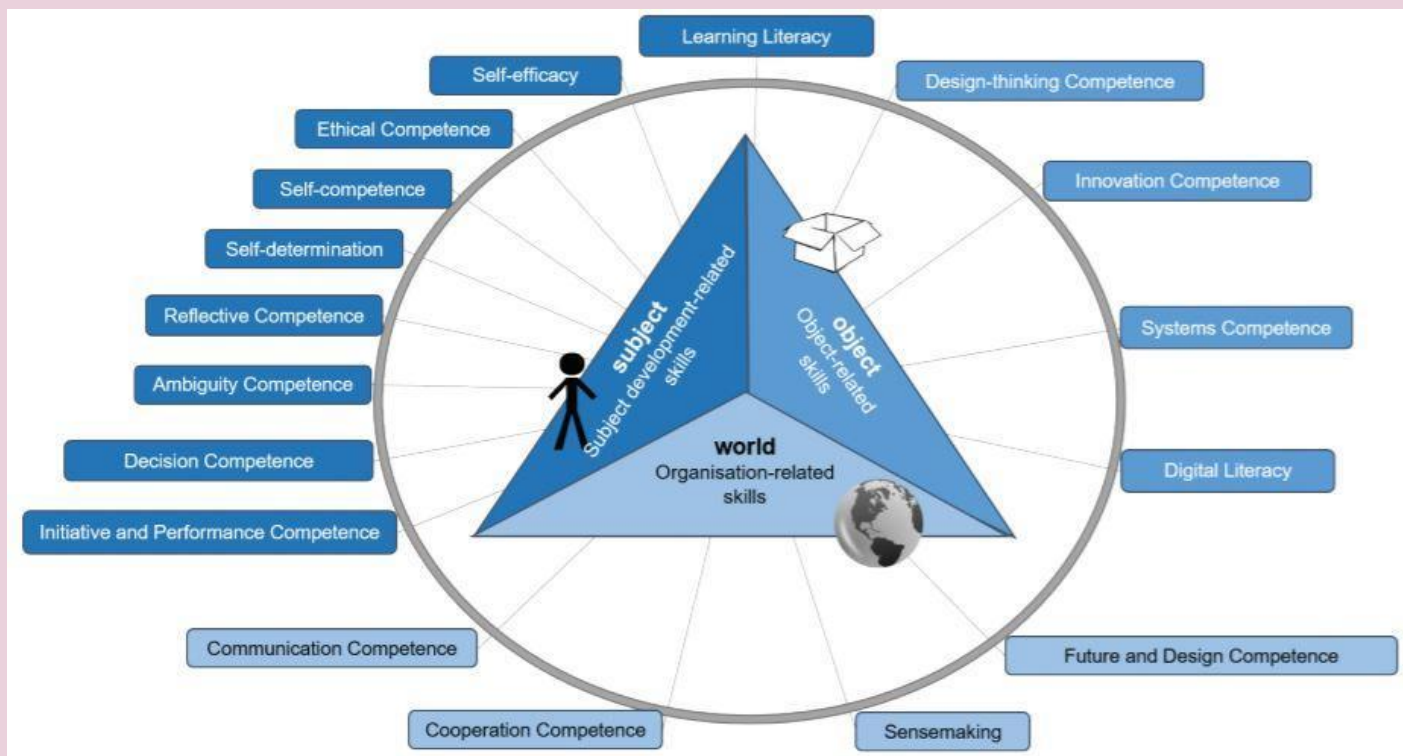 Learning Literacy
Self-efficacy
Design-thinking Competence
Ethical Competence
Self-competence
Innovation Competence
Self-determination
Reflective Competence
Systems Competence
Ambiguity Competence
Decision Competence
Digital Literacy
Initiative and Performance Competence
subject
Subject development-related
skills
object
Object-related
skills
world
Organisation-related
skills
Communication Competence
Future and Design Competence
Cooperation Competence
Sensemaking